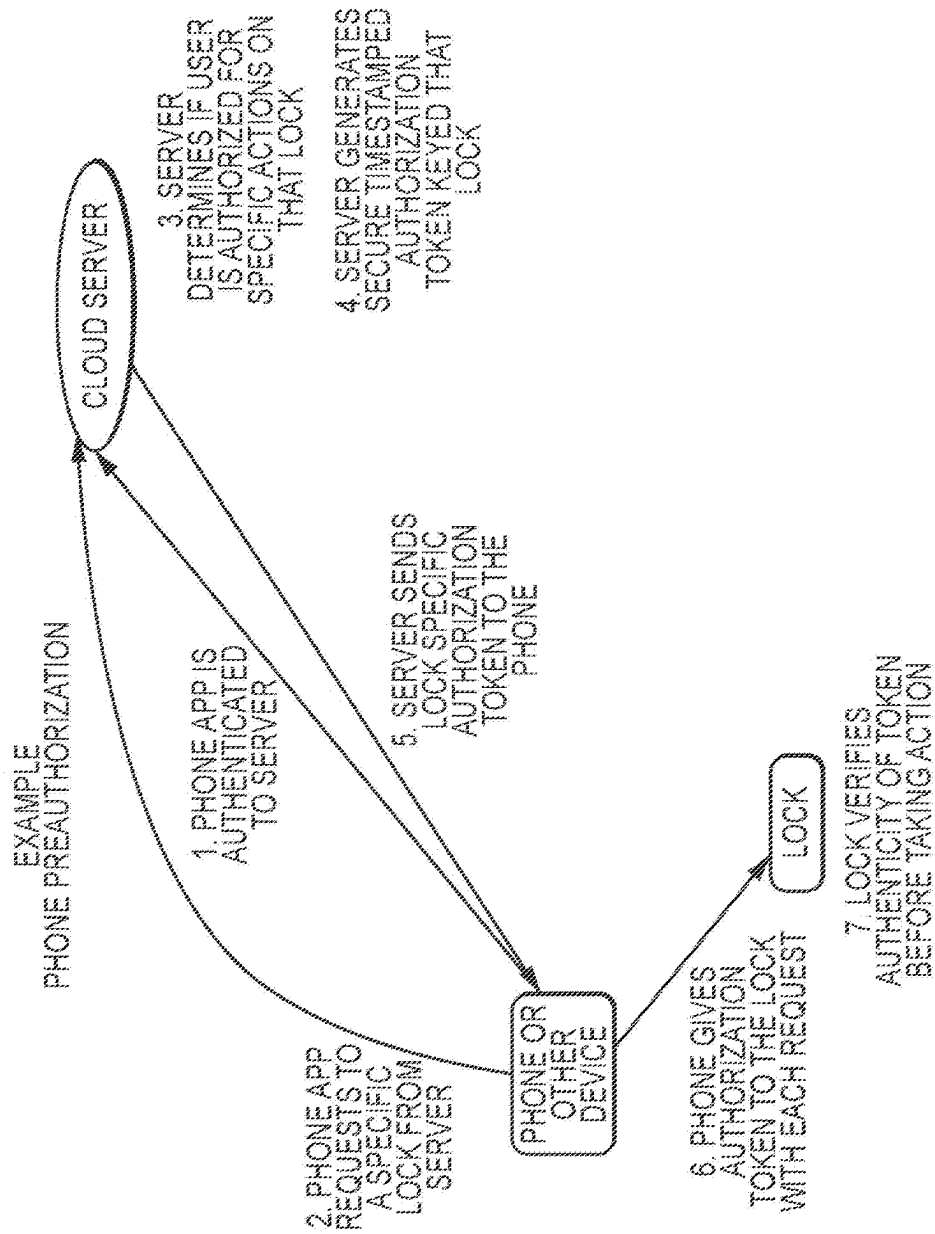 EXAMPLE
PHONE PREAUTHORIZATION
CLOUD SERVER
1. PHONE APP IS
AUTHENTICATED
TO SERVER
2. PHONE APP
REQUESTS TO
A SPECIFIC
LOCK FROM
SERVER
3. SERVER
DETERMINES IF USER
IS AUTHORIZED FOR
SPECIFIC ACTIONS ON
THAT LOCK
4. SERVER GENERATES
SECURE TIMESTAMPED
AUTHORIZATION
TOKEN KEYED THAT
LOCK
5. SERVER SENDS
LOCK SPECIFIC
AUTHORIZATION
TOKEN TO THE
PHONE
PHONE OR
OTHER
DEVICE
6. PHONE GIVES
AUTHORIZATION
TOKEN TO THE LOCK
WITH EACH REQUEST
LOCK
7. LOCK VERIFIES
AUTHENTICITY OF TOKEN
BEFORE TAKING ACTION